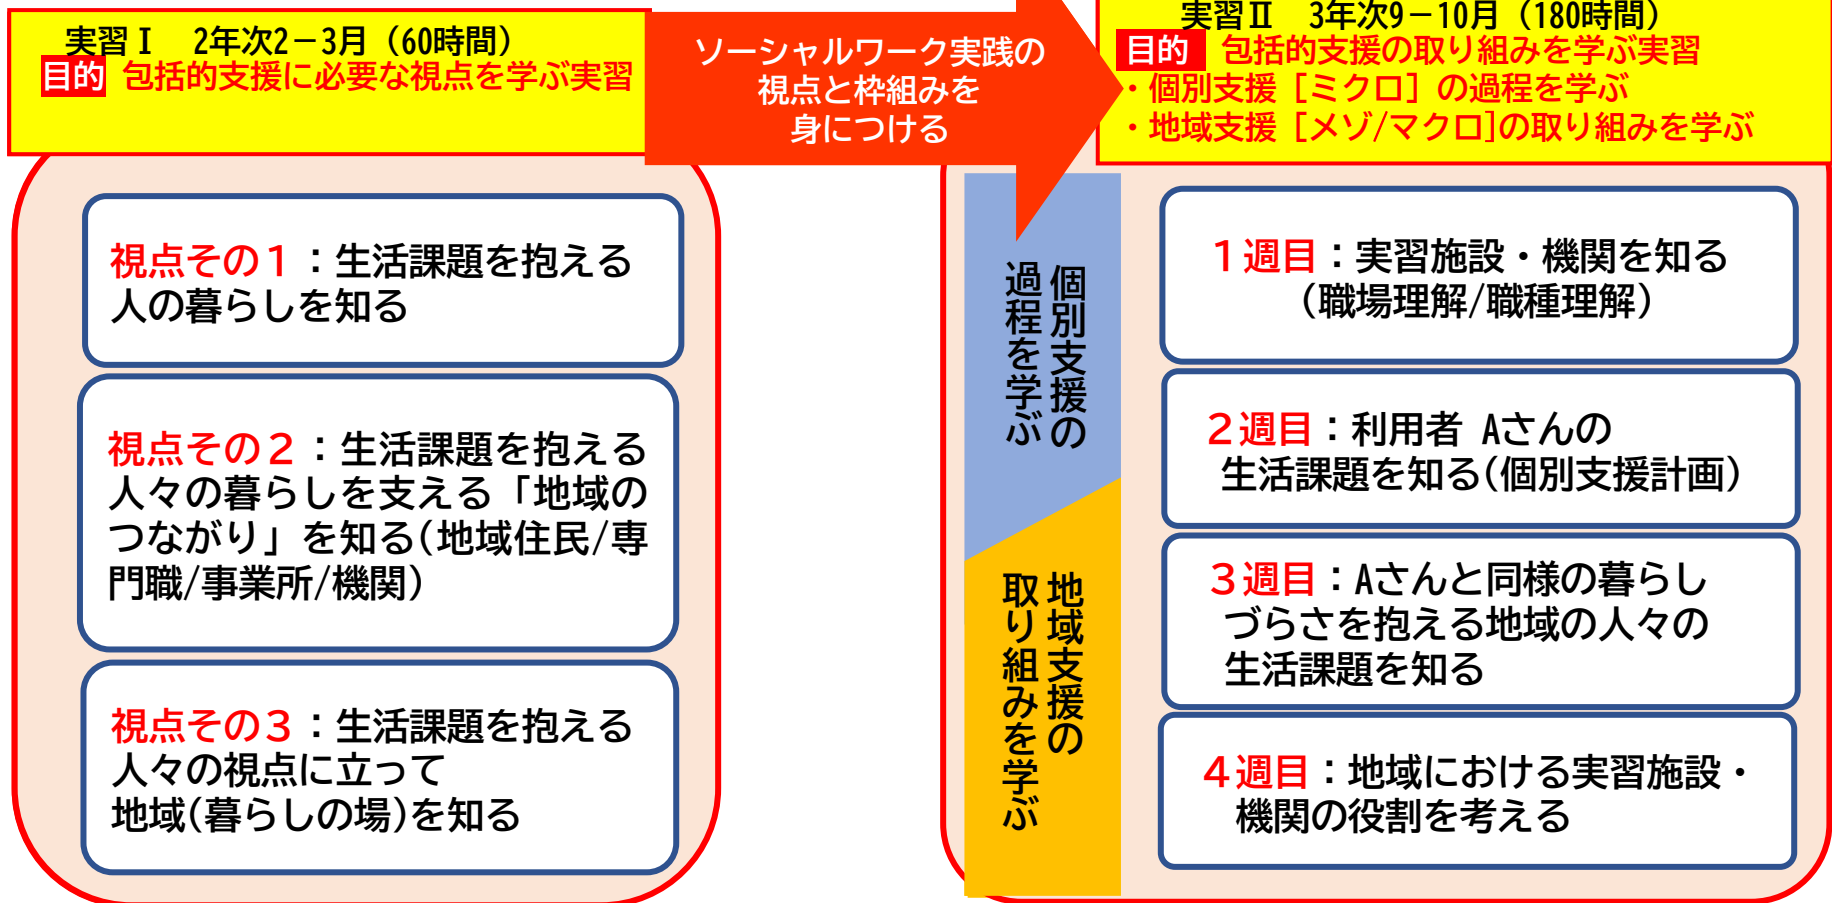 実習Ⅰ　2年次2－3月（60時間）
目的 包括的支援に必要な視点を学ぶ実習
視点その１：生活課題を抱える
人の暮らしを知る
視点その２：生活課題を抱える
人々の暮らしを支える「地域の
つながり」を知る(地域住民/専
門職/事業所/機関)
視点その３：生活課題を抱える
人々の視点に立って
地域(暮らしの場)を知る
ソーシャルワーク実践の
視点と枠組みを
身につける
実習Ⅱ　3年次9－10月（180時間）
目的 包括的支援の取り組みを学ぶ実習
・個別支援［ミクロ］の過程を学ぶ
・地域支援［メゾ/マクロ]の取り組みを学ぶ
個別支援の
過程を学ぶ
地域支援の
取り組みを学ぶ
１週目：実習施設・機関を知る
(職場理解/職種理解)
２週目：利用者 Aさんの
生活課題を知る(個別支援計画)
３週目：Aさんと同様の暮らし
づらさを抱える地域の人々の
生活課題を知る
４週目：地域における実習施設・
機関の役割を考える